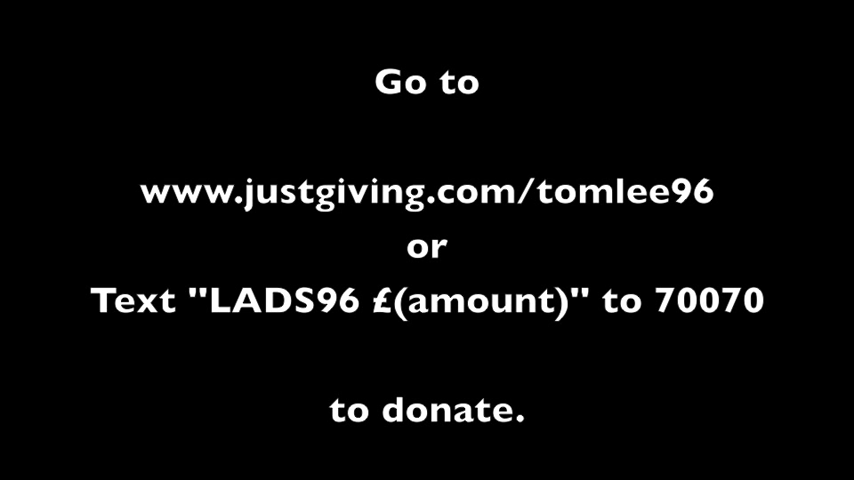 Go to
www.justgiving.com/tomlee96
or
Text "LADS96 £(amount)" to 70070
to donate.